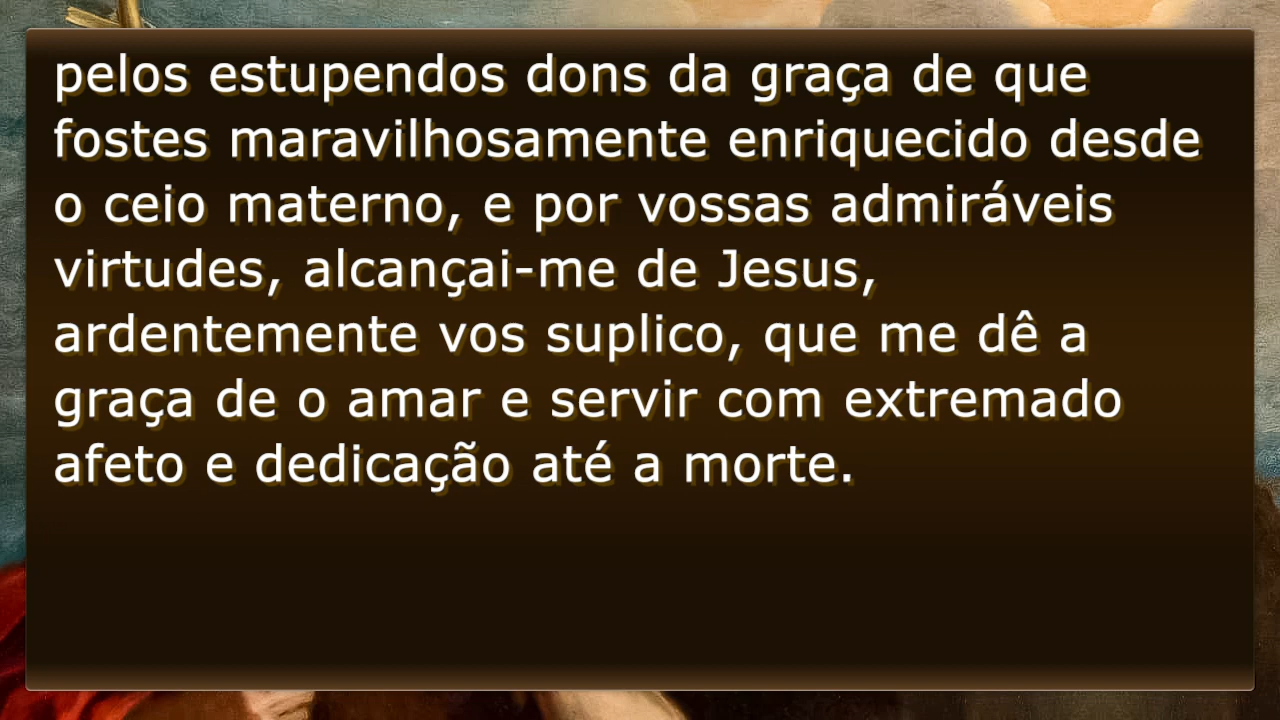 pelos estupendos dons da graça de que
fostes maravilhosamente enriquecido desde
o ceio materno, e por vossas admiráveis
virtudes, alcançai-me de Jesus,
ardentemente vos suplico, que me dê a
graça de o amar e servir com extremado
afeto e dedicação até a morte.